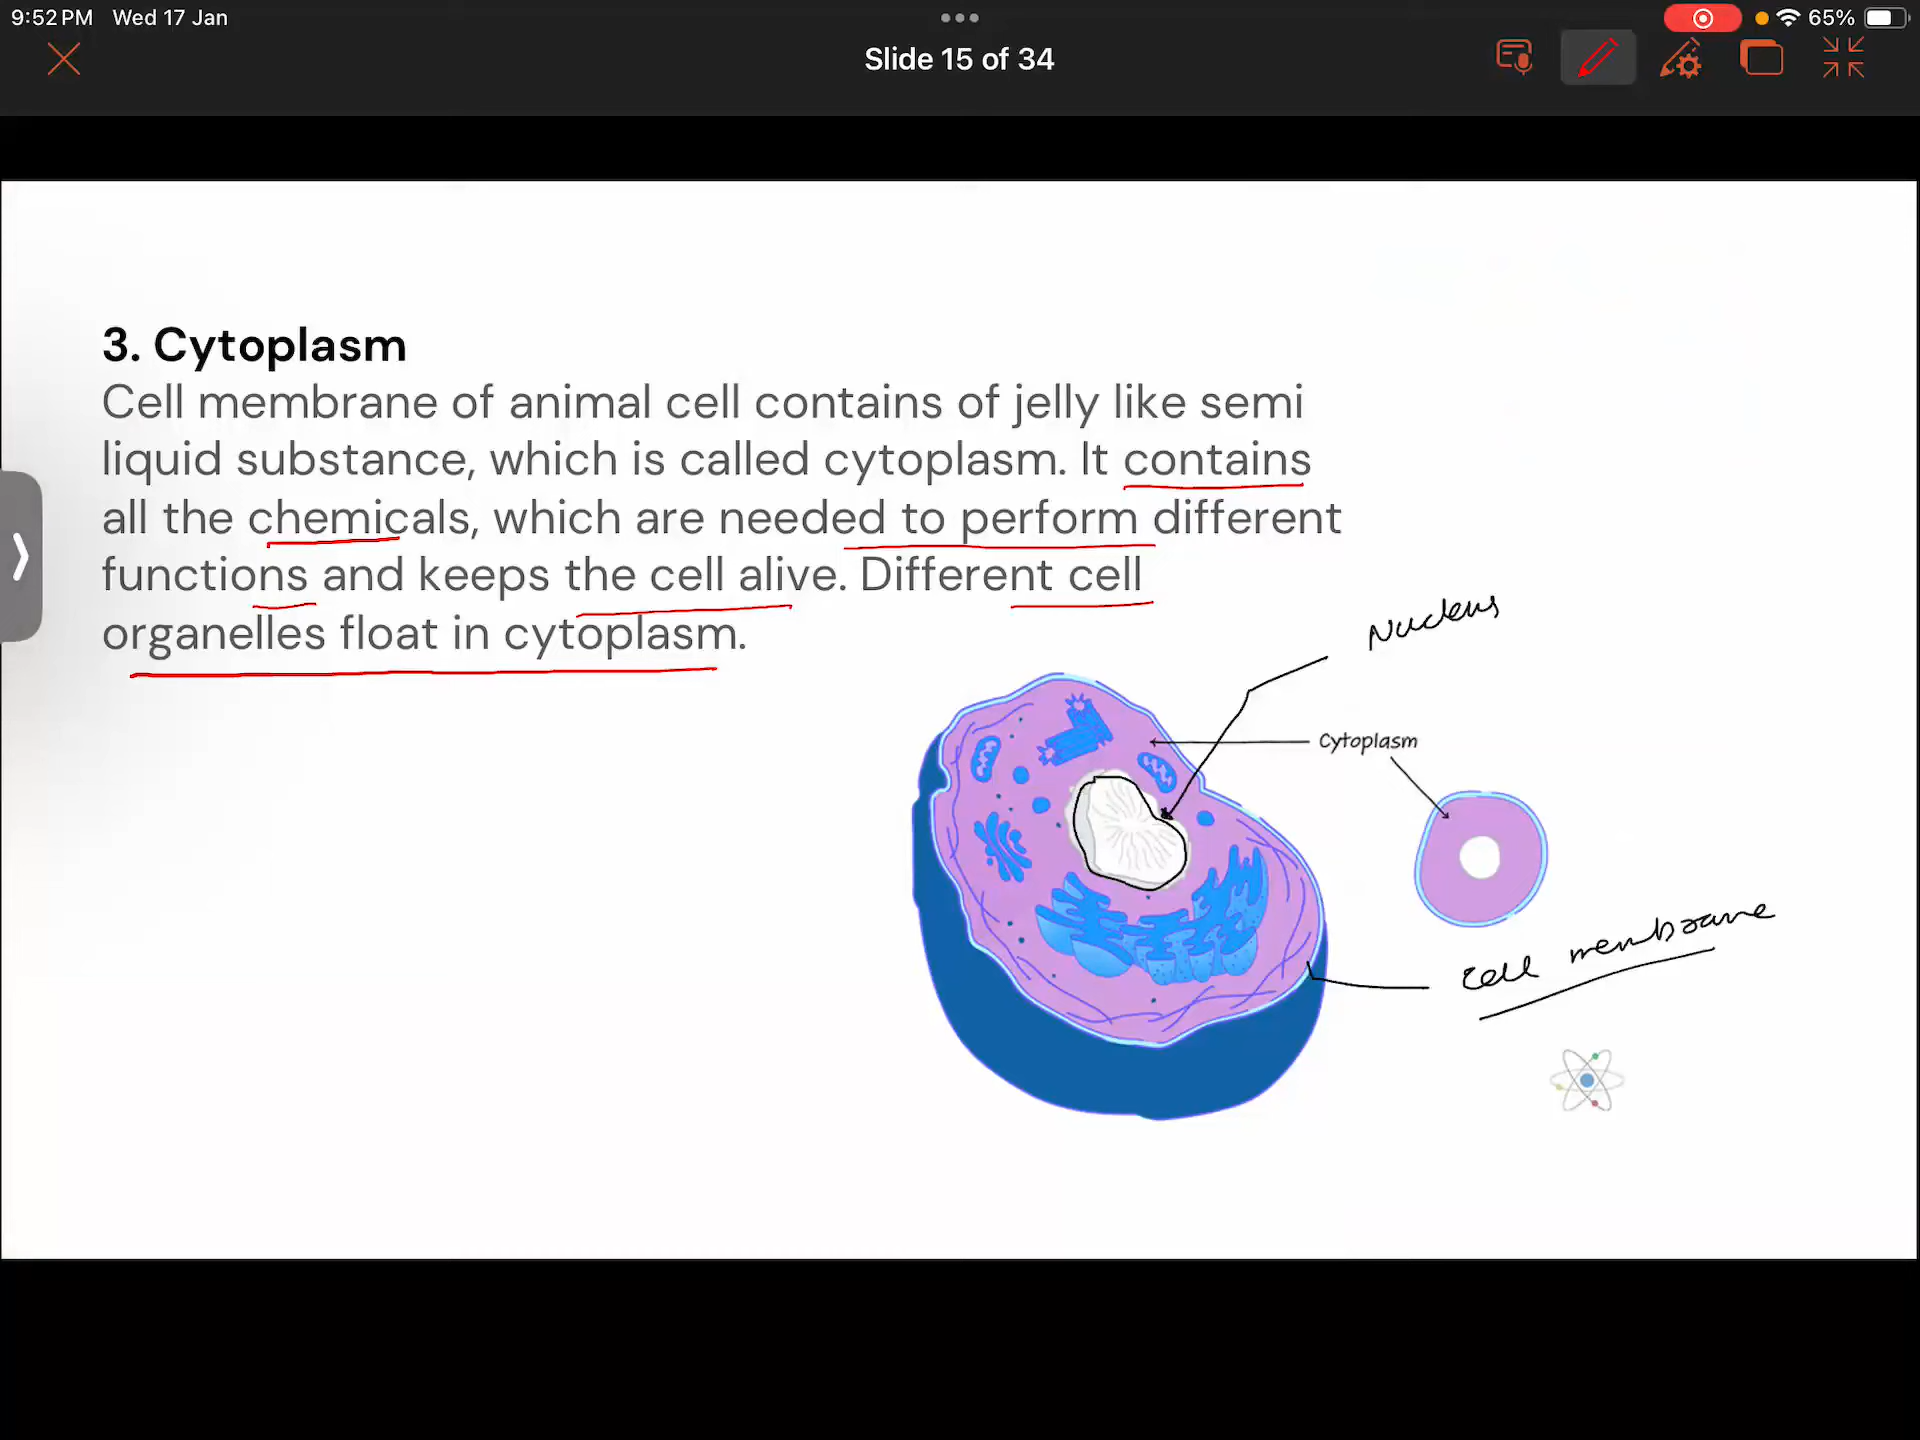 9:52 PM Wed 17 Jan
65%
Slide 15 of 34
3. Cytoplasm
Cell membrane of animal cell contains of jelly like semi
liquid substance, which is called cytoplasm. It contains
all the chemicals, which are needed to perform different
functions and keeps the cell alive. Different cell
organelles float in cytoplasm.
Nucleus
Cytoplasm
Cell membrane